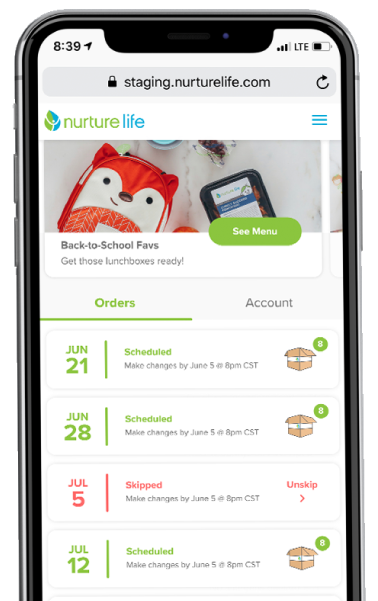 8:39
LTE
staging.nurturelife.com
nurture life
See Menu
Back-to-School Favs
Get those lunchboxes ready!
Orders
Account
JUN
21
Scheduled
Make changes by June 5 @ 8pm CST
8
JUN
28
Scheduled
Make changes by June 5 @ 8pm CST
8
JUL
5
Skipped
Make changes by June 5 @ 8pm CST
Unskip
JUL
12
Scheduled
Make changes by June 5 @ 8pm CST
8